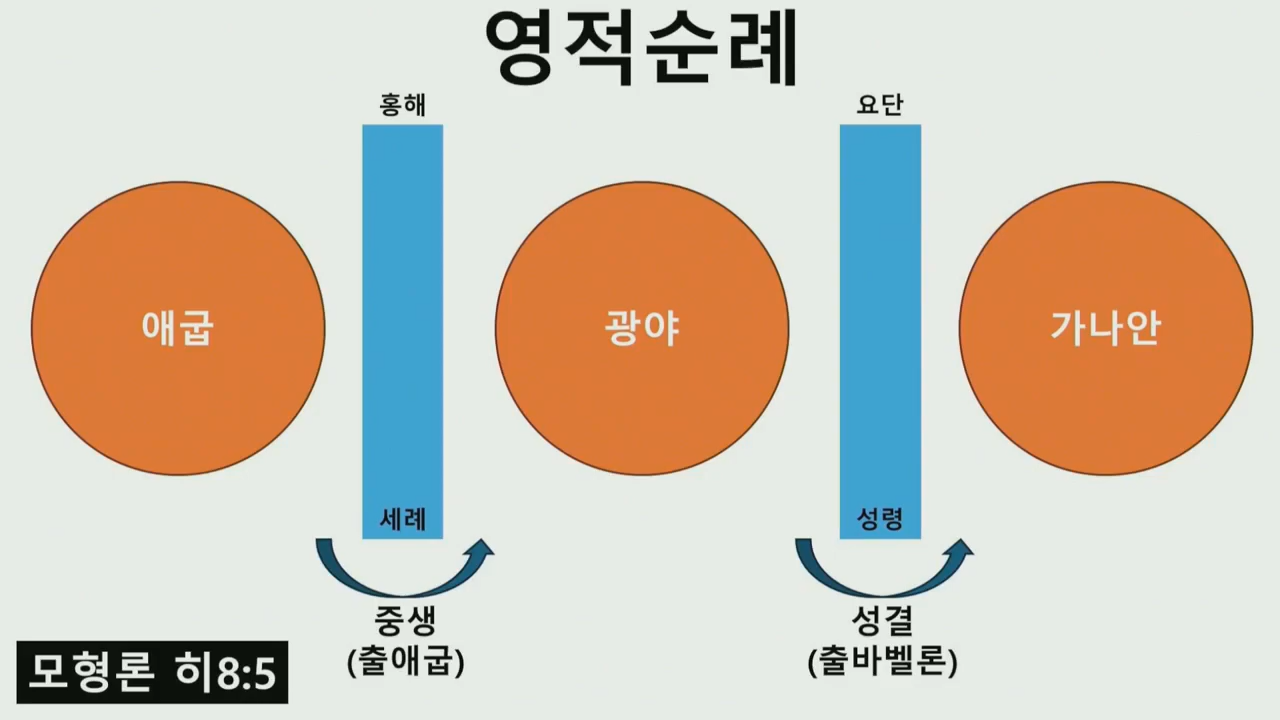 영적순례
홍해
요단
애굽
광야
가나안
세례
성령
중생
(출애굽)
성결
(출바벨론)
모형론 히8:5